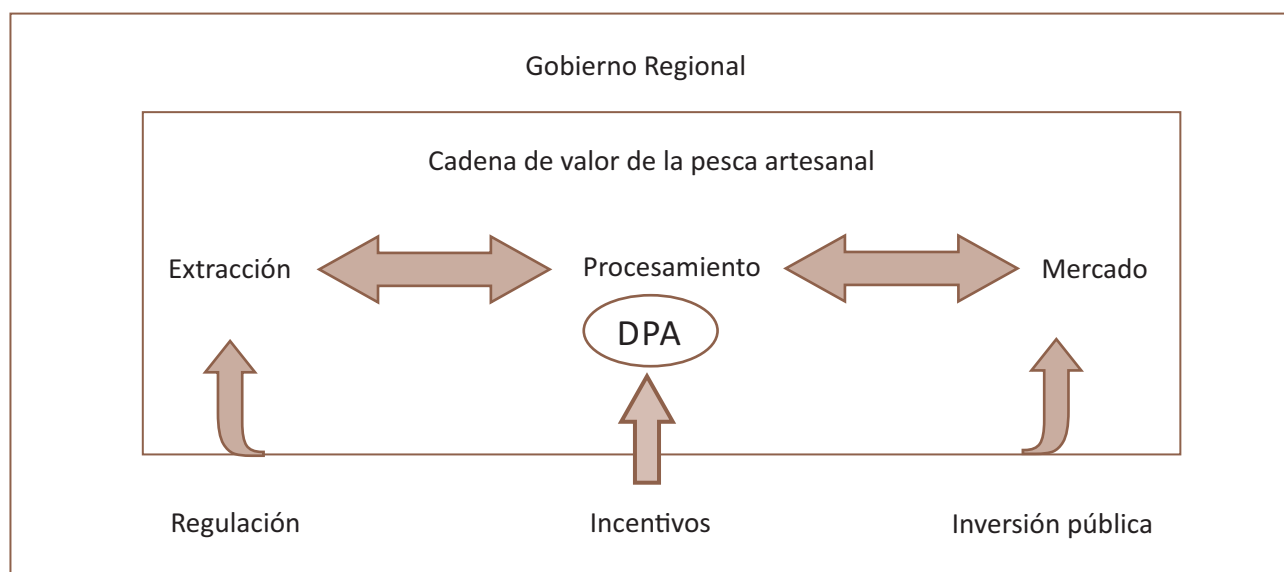 Gobierno Regional
Cadena de valor de la pesca artesanal
Extracción
Procesamiento
Mercado
DPA
Regulación
Incentivos
Inversión pública